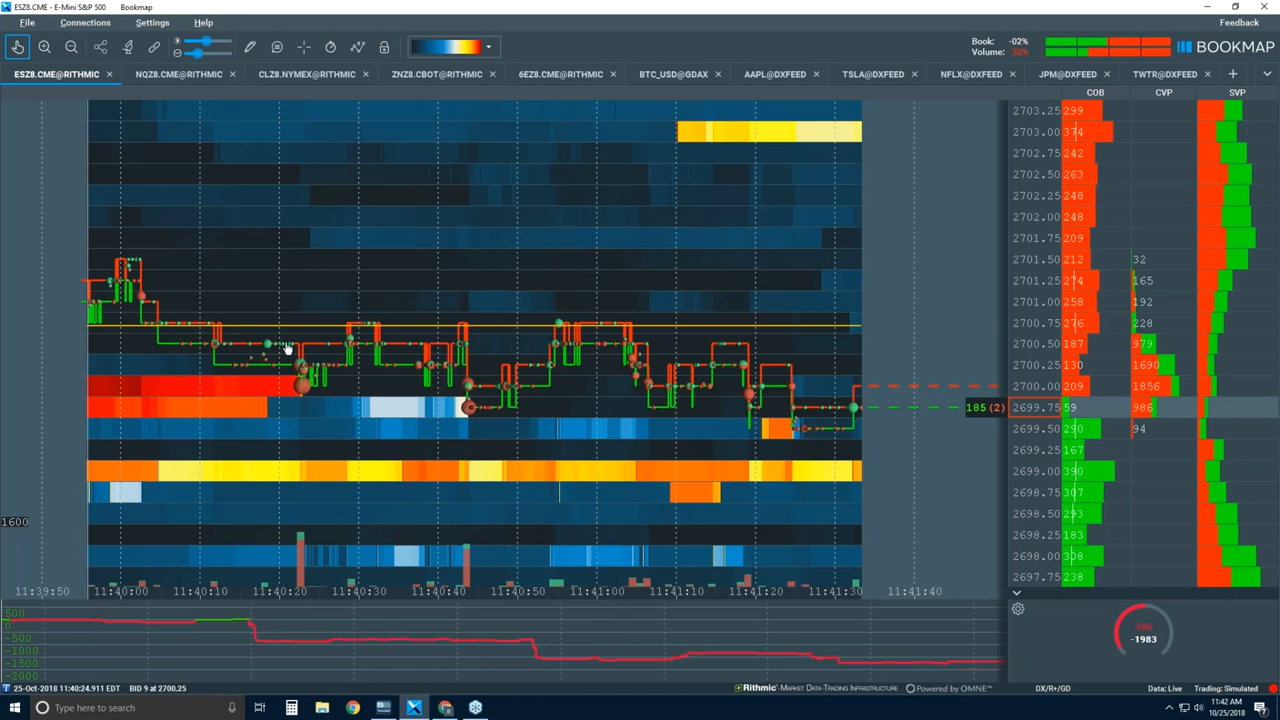 ESZ8.CME - E-Mini S&P 500 Bookmap
File Connections Settings Help Feedback
Book: -02%
Volume: 32%
BOOKMAP
ESZ8.CME@RITHMIC NQZ8.CME@RITHMIC CLZ8.NYMEX@RITHMIC ZNZ8.CBOT@RITHMIC 6EZ8.CME@RITHMIC BTC_USD@GDAX AAPL@DXFEED TSLA@DXFEED NFLX@DXFEED JPM@DXFEED TWTR@DXFEED
COB CVP SVP
2703.25 299
2703.00 374
2702.75 242
2702.50 263
2702.25 248
2702.00 248
2701.75 209
2701.50 212 32
2701.25 274 165
2701.00 258 192
2700.75 276 228
2700.50 187 979
2700.25 130 1690
2700.00 209 1856
185 (2) 2699.75 59 986
2699.50 290 94
2699.25 167
2699.00 390
2698.75 307
2698.50 293
1600
2698.25 183
2698.00 308
2697.75 238
11:39:50 11:40:00 11:40:10 11:40:20 11:40:30 11:40:40 11:40:50 11:41:00 11:41:10 11:41:20 11:41:30 11:41:40
500
0
-500
-1000
-1500
-2000
CVD
-1983
25-Oct-2018 11:40:24.911 EDT BID 9 at 2700.25 Rithmic-MARKET DATA-TRADING INFRASTRUCTURE Powered by OMNE™ DX/R+/GD Data: Live Trading: Simulated
Type here to search
11:42 AM
10/25/2018
7